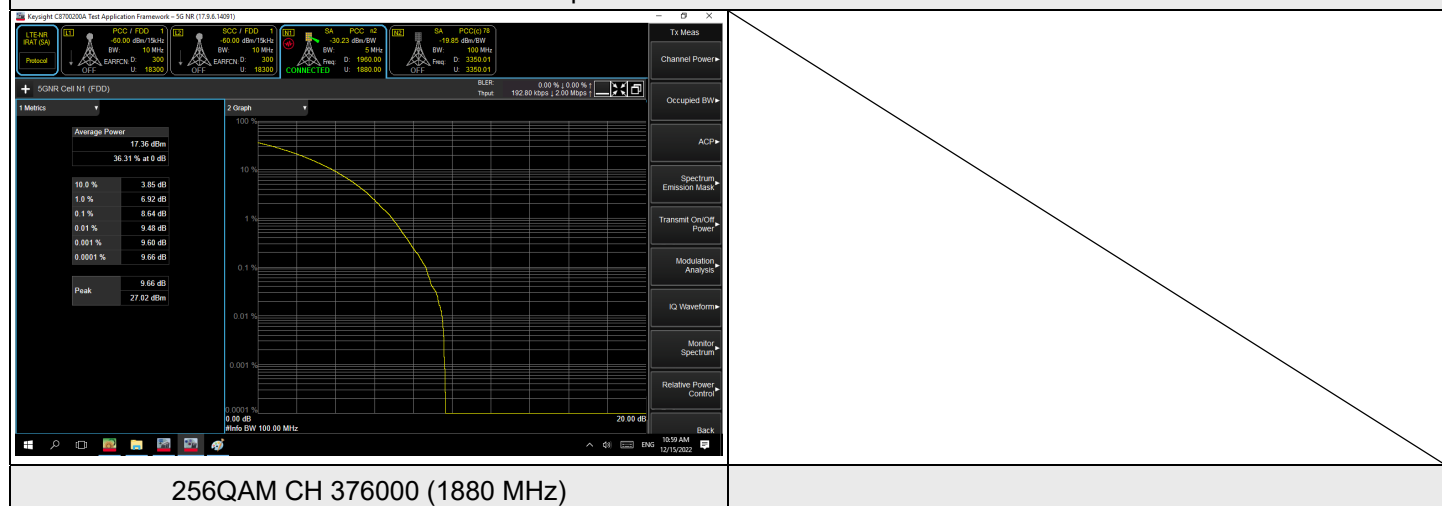 Keysight C8700200A Test Application Framework – 5G NR (17.9.6.14091)
LTE-NR
IRAT (SA)
Protocol
L1 PCC / FDD 1
-60.00 dBm/15kHz
BW: 10 MHz
EARFCN: D: 300
U: 18300
OFF
L2 SCC / FDD 1
-60.00 dBm/15kHz
BW: 10 MHz
EARFCN: D: 300
U: 18300
OFF
N1 SA PCC n2
-30.23 dBm/BW
BW: 5 MHz
Freq: D: 1960.00
U: 1880.00
CONNECTED
N2 SA PCC(c) 78
-19.85 dBm/BW
BW: 100 MHz
Freq: D: 3350.01
U: 3350.01
OFF
5GNR Cell N1 (FDD)
BLER: 0.00 % ↓ 0.00 % ↑
Thput: 192.80 kbps ↓ 2.00 Mbps ↑
1 Metrics
Average Power
17.36 dBm
36.31 % at 0 dB
10.0 % 3.85 dB
1.0 % 6.92 dB
0.1 % 8.64 dB
0.01 % 9.48 dB
0.001 % 9.60 dB
0.0001 % 9.66 dB
Peak
9.66 dB
27.02 dBm
2 Graph
100 %
10 %
1 %
0.1 %
0.01 %
0.001 %
0.0001 %
0.00 dB 20.00 dB
#Info BW 100.00 MHz
Tx Meas
Channel Power
Occupied BW
ACP
Spectrum
Emission Mask
Transmit On/Off
Power
Modulation
Analysis
IQ Waveform
Monitor
Spectrum
Relative Power
Control
Back
ENG
10:59 AM
12/15/2022
256QAM CH 376000 (1880 MHz)